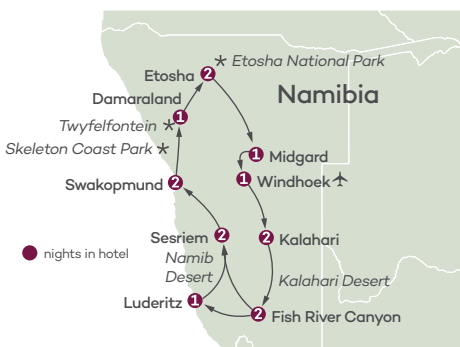 Etosha
2
Etosha National Park
Damaraland
1
Namibia
Twyfelfontein
Skeleton Coast Park
1
Midgard
Swakopmund
2
1
Windhoek
Sesriem
2
2
Kalahari
nights in hotel
Namib
Desert
Kalahari Desert
Luderitz
1
2
Fish River Canyon